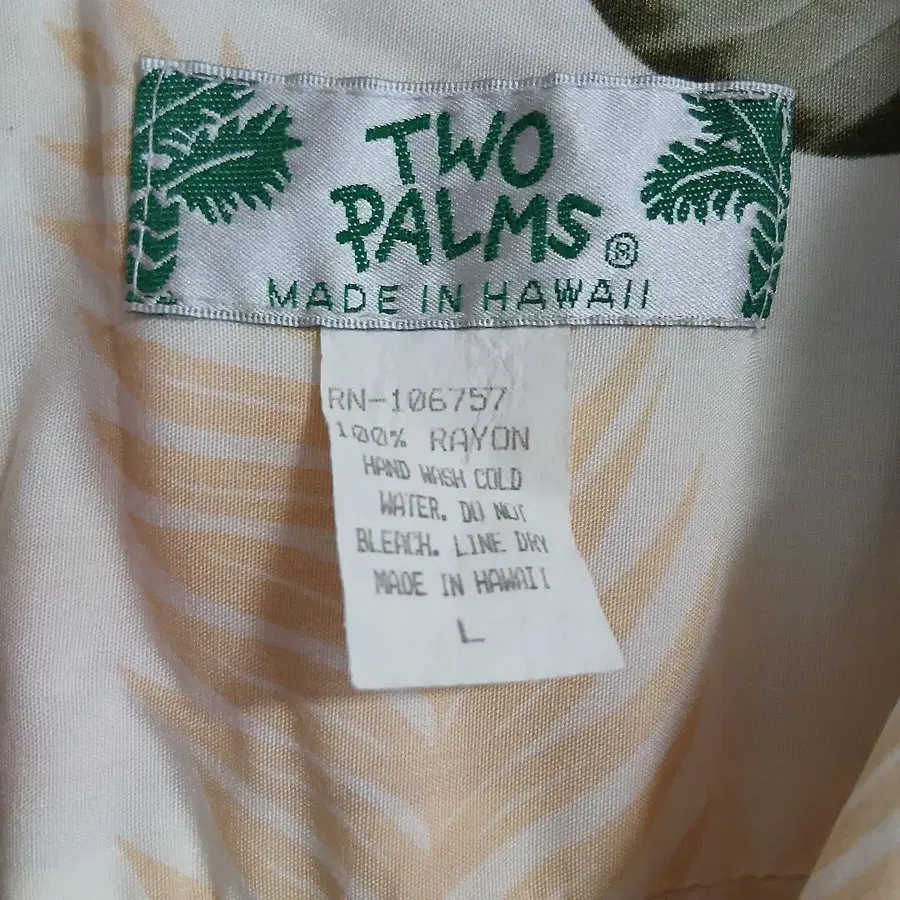 TWO
PALMS®
MADE IN HAWAII
RN-106757
100% RAYON
HAND WASH COLD
WATER. DO NOT
BLEACH. LINE DRY
MADE IN HAWAII
L